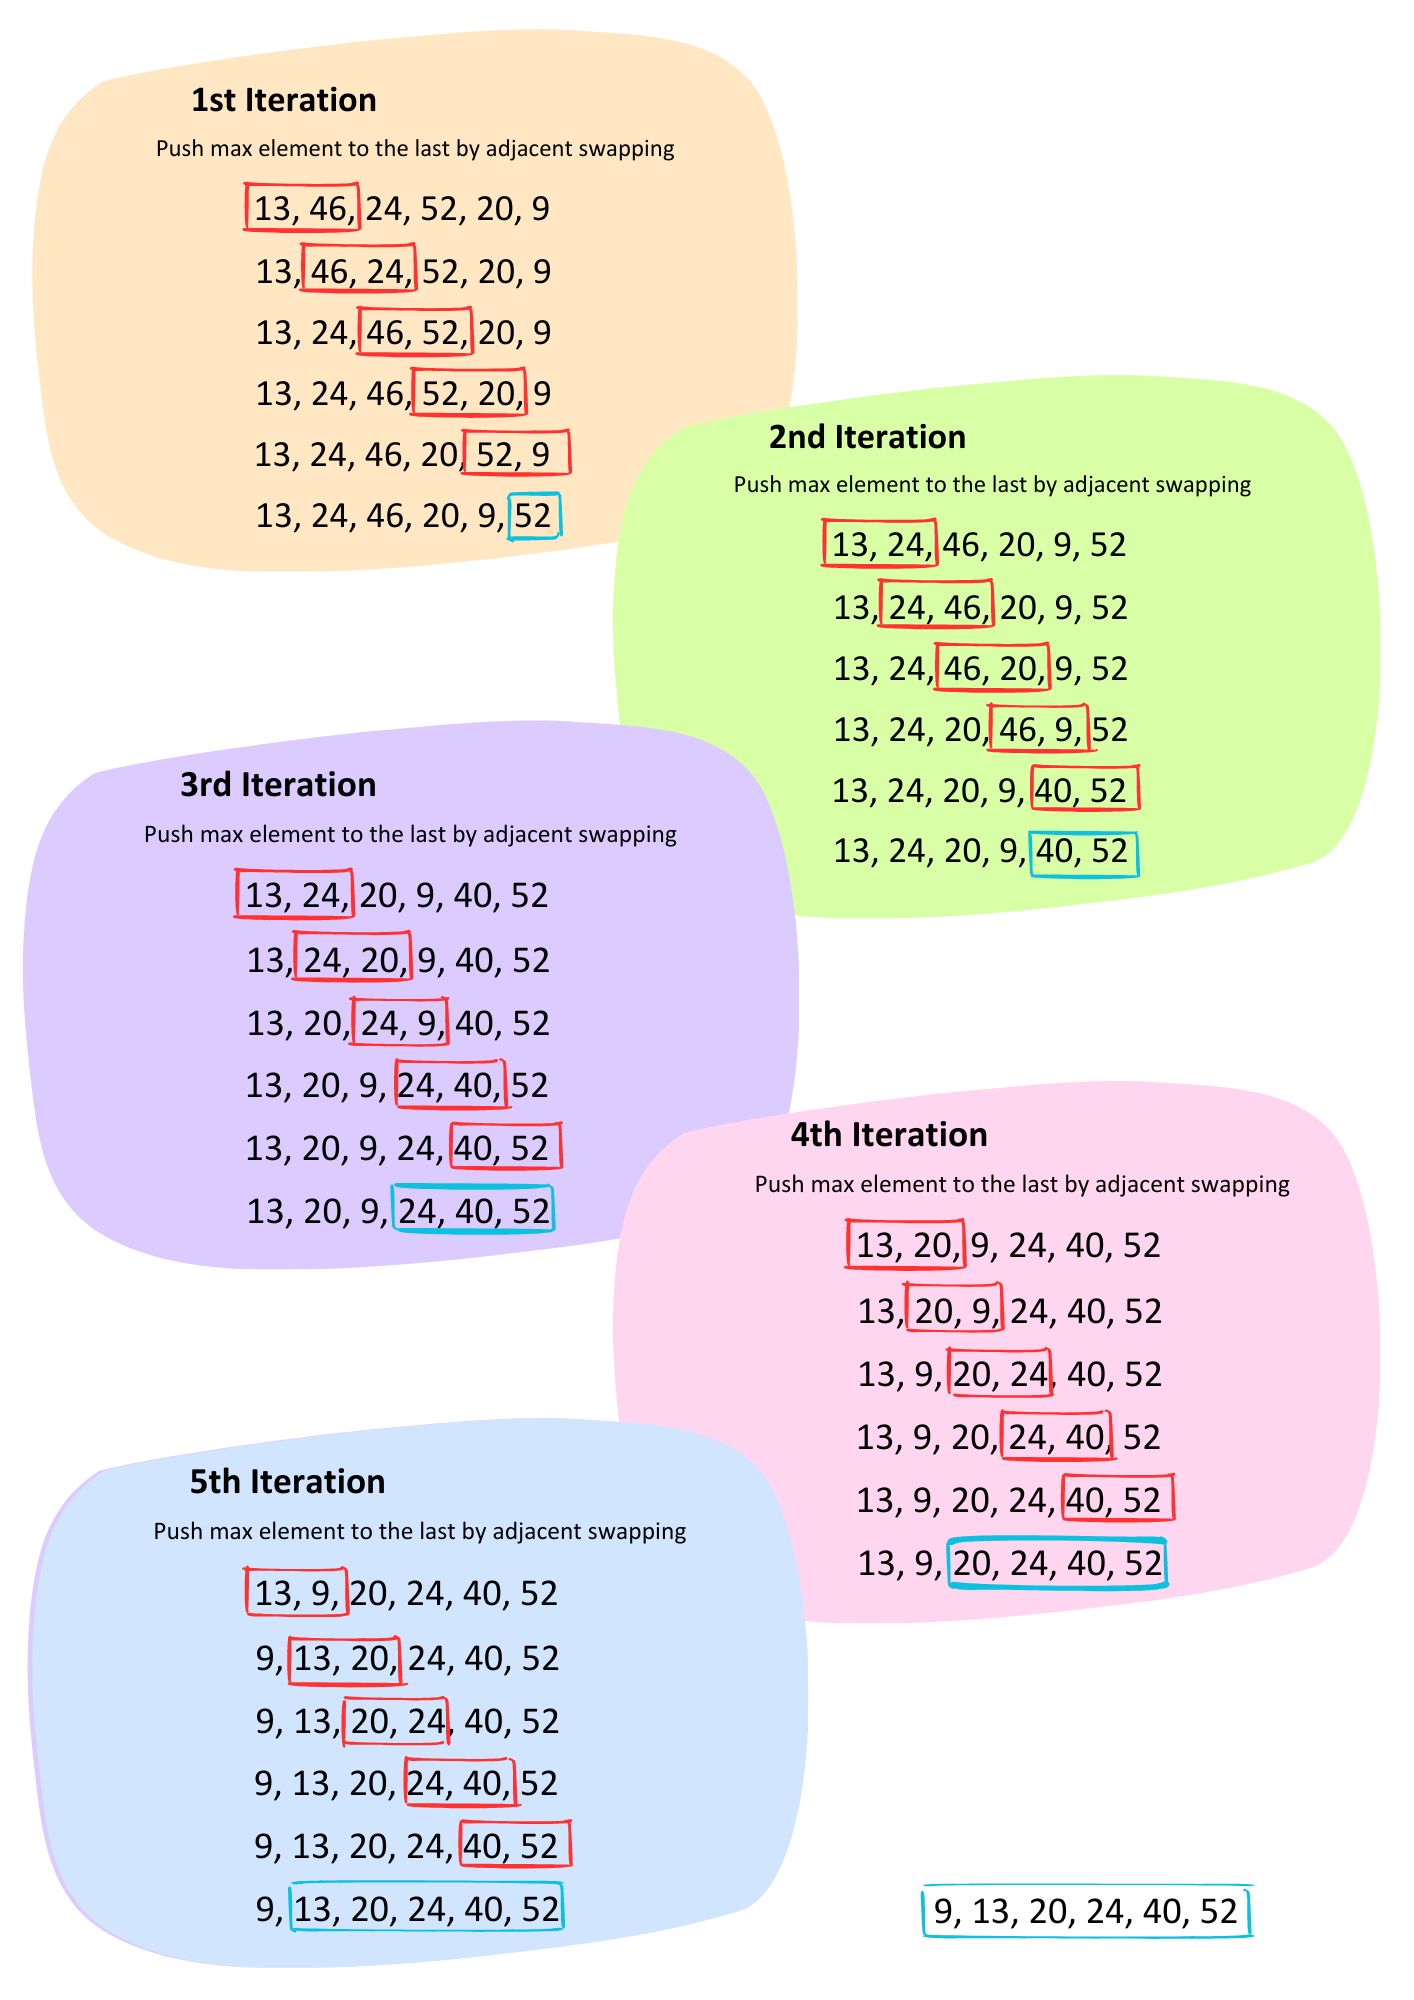 1st Iteration
Push max element to the last by adjacent swapping
13, 46, 24, 52, 20, 9
13, 46, 24, 52, 20, 9
13, 24, 46, 52, 20, 9
13, 24, 46, 52, 20, 9
13, 24, 46, 20, 52, 9
13, 24, 46, 20, 9, 52
2nd Iteration
Push max element to the last by adjacent swapping
13, 24, 46, 20, 9, 52
13, 24, 46, 20, 9, 52
13, 24, 46, 20, 9, 52
13, 24, 20, 46, 9, 52
13, 24, 20, 9, 40, 52
13, 24, 20, 9, 40, 52
3rd Iteration
Push max element to the last by adjacent swapping
13, 24, 20, 9, 40, 52
13, 24, 20, 9, 40, 52
13, 20, 24, 9, 40, 52
13, 20, 9, 24, 40, 52
13, 20, 9, 24, 40, 52
13, 20, 9, 24, 40, 52
4th Iteration
Push max element to the last by adjacent swapping
13, 20, 9, 24, 40, 52
13, 20, 9, 24, 40, 52
13, 9, 20, 24, 40, 52
13, 9, 20, 24, 40, 52
13, 9, 20, 24, 40, 52
13, 9, 20, 24, 40, 52
5th Iteration
Push max element to the last by adjacent swapping
13, 9, 20, 24, 40, 52
9, 13, 20, 24, 40, 52
9, 13, 20, 24, 40, 52
9, 13, 20, 24, 40, 52
9, 13, 20, 24, 40, 52
9, 13, 20, 24, 40, 52
9, 13, 20, 24, 40, 52